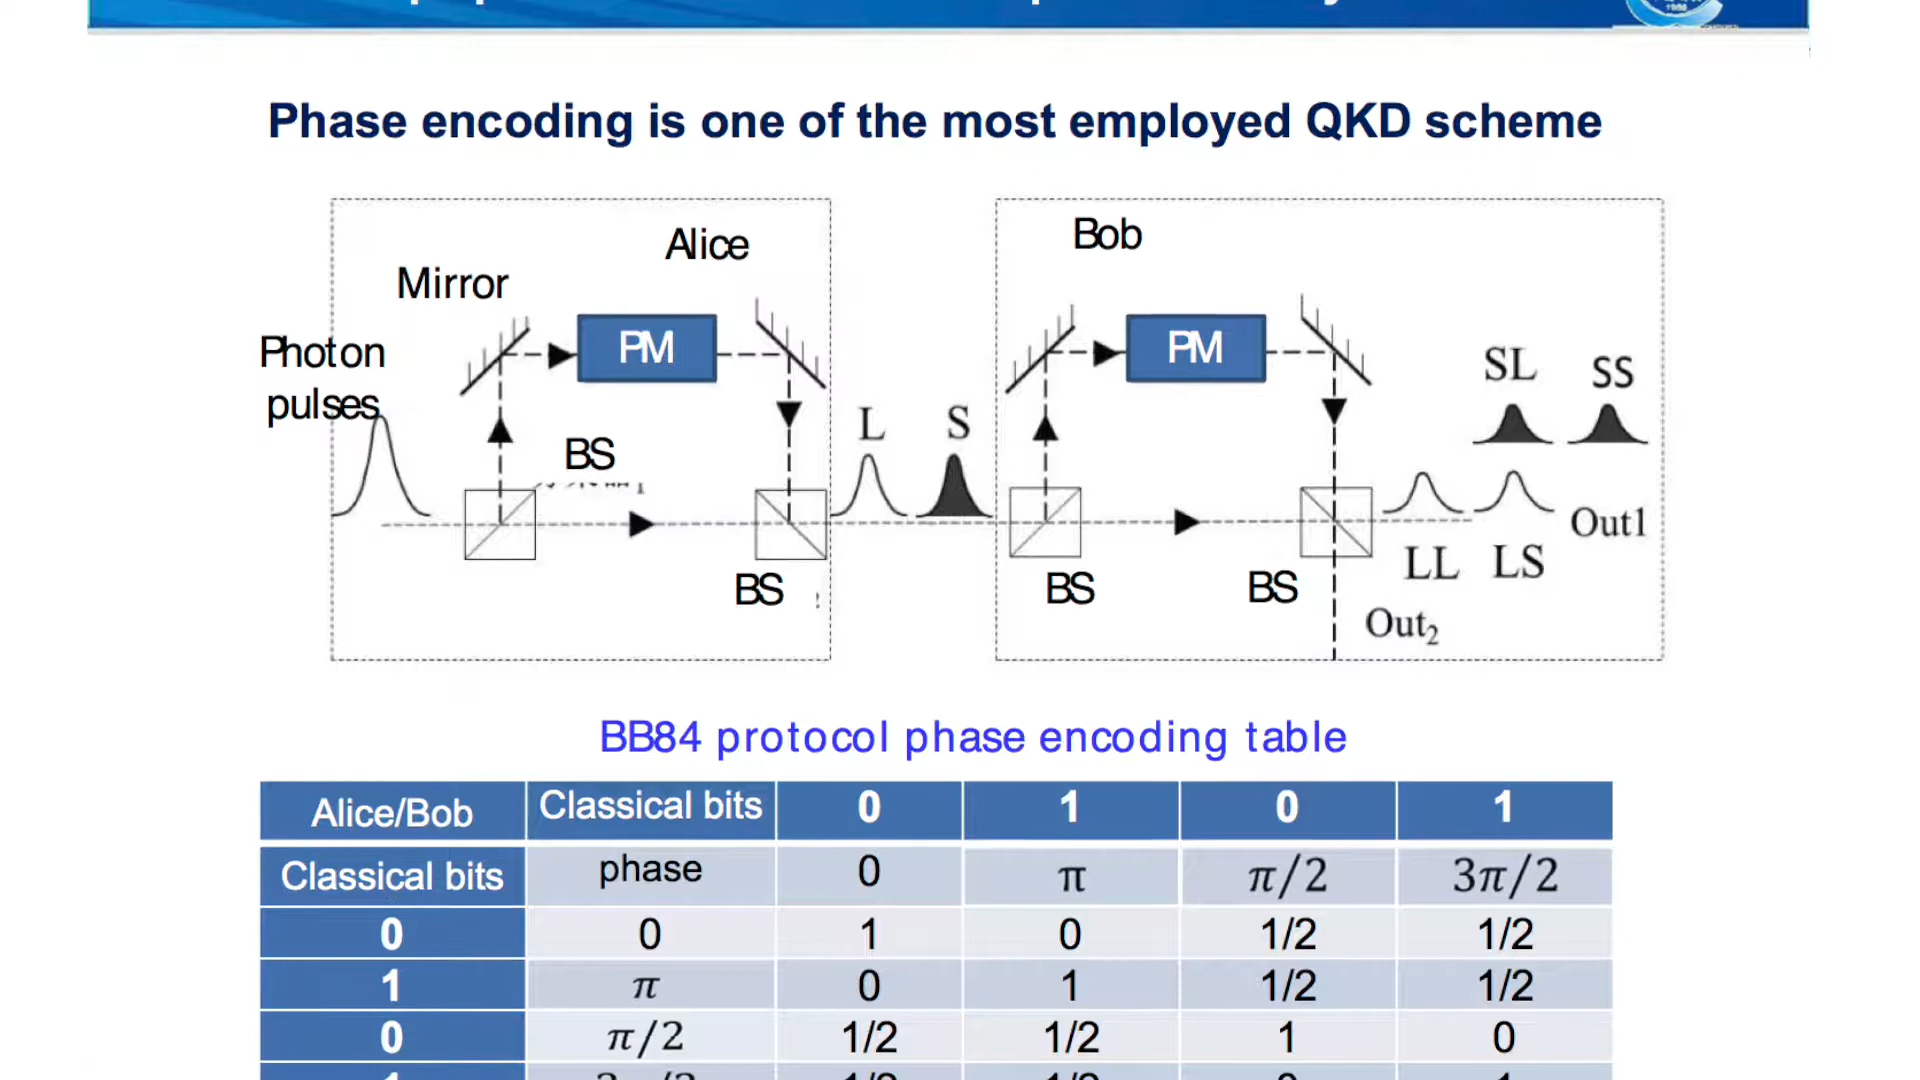 Phase encoding is one of the most employed QKD scheme
Alice
Bob
Mirror
PM
PM
Photon
pulses
SL
SS
L
S
BS
Out1
LL
LS
BS
BS
BS
Out2
BB84 protocol phase encoding table
Alice/Bob Classical bits 0 1 0 1
Classical bits phase 0 π π/2 3π/2
0 0 1 0 1/2 1/2
1 π 0 1 1/2 1/2
0 π/2 1/2 1/2 1 0